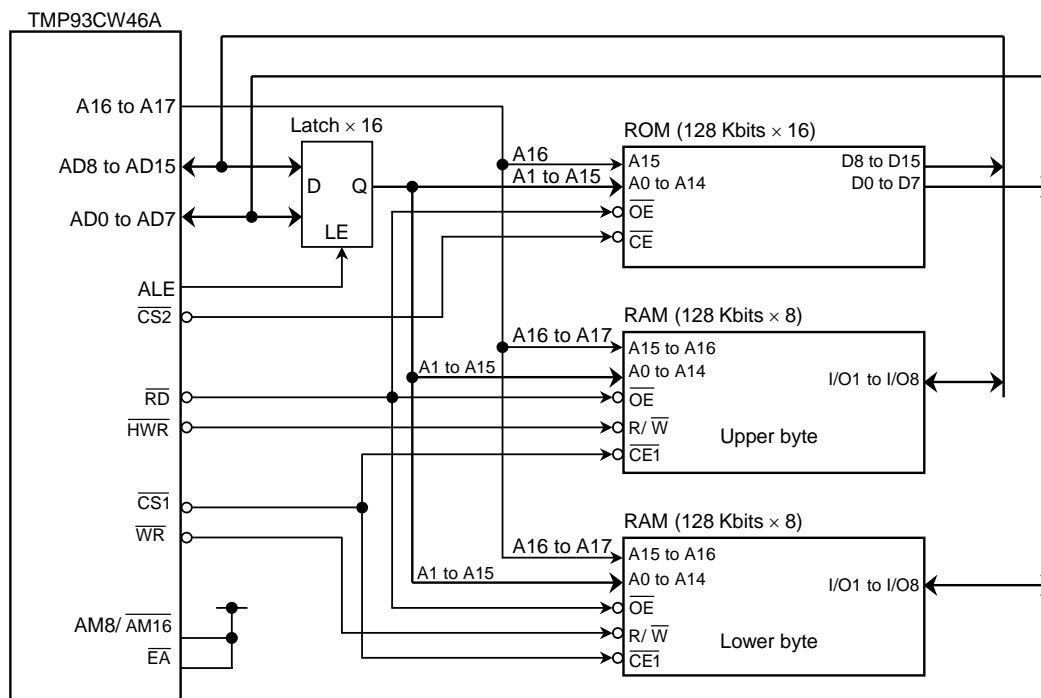 TMP93CW46A
A16 to A17
AD8 to AD15
AD0 to AD7
ALE
CS2
RD
HWR
CS1
WR
AM8/ AM16
EA
Latch × 16
D Q
LE
ROM (128 Kbits × 16)
A16
A1 to A15
A15
A0 to A14
OE
CE
D8 to D15
D0 to D7
RAM (128 Kbits × 8)
A16 to A17
A1 to A15
A15 to A16
A0 to A14
OE
R/ W
CE1
I/O1 to I/O8
Upper byte
RAM (128 Kbits × 8)
A16 to A17
A1 to A15
A15 to A16
A0 to A14
OE
R/ W
CE1
I/O1 to I/O8
Lower byte